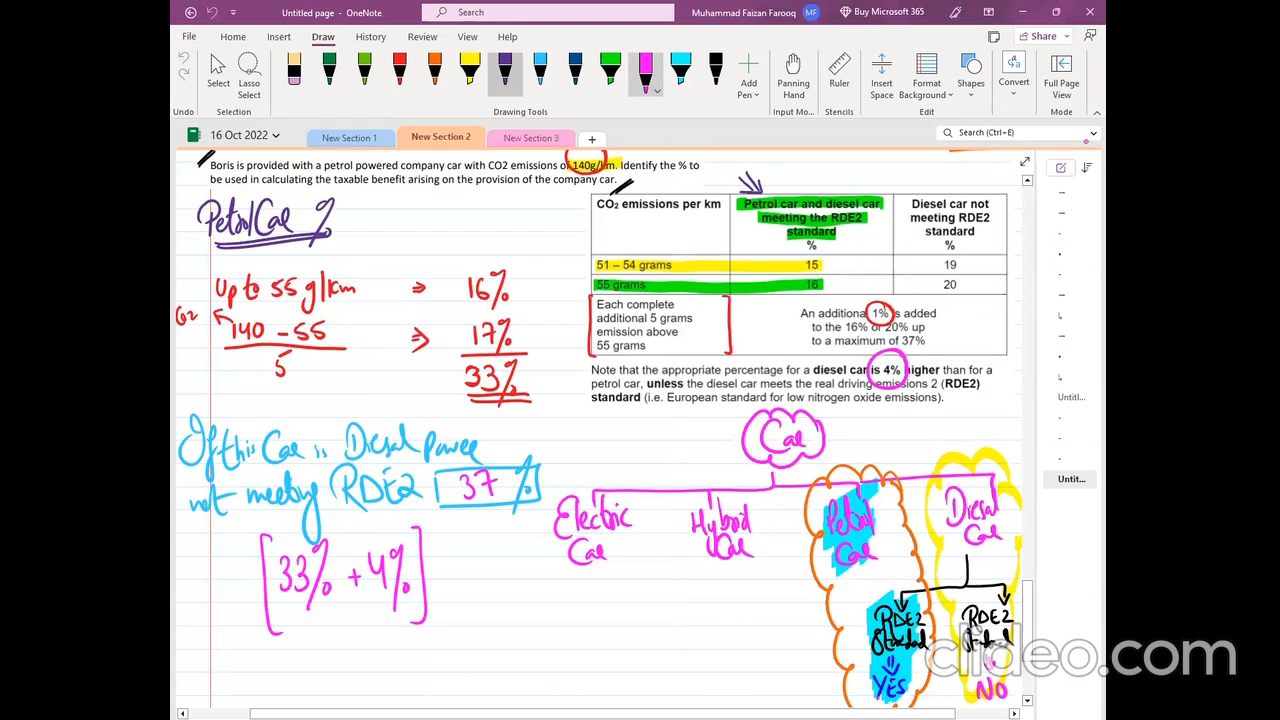 Untitled page - OneNote
Search
Muhammad Faizan Farooq
MF
Buy Microsoft 365
File
Home
Insert
Draw
History
Review
View
Help
Share
Select
Lasso
Select
Add
Pen
Panning
Hand
Ruler
Insert
Space
Format
Background
Shapes
Convert
Full Page
View
Undo
Selection
Drawing Tools
Input Mo...
Stencils
Edit
Mode
16 Oct 2022
New Section 1
New Section 2
New Section 3
Search (Ctrl+E)
Boris is provided with a petrol powered company car with CO2 emissions of 140g/km. Identify the % to
be used in calculating the taxable benefit arising on the provision of the company car.
Petrol Car %
Up to 55 g/km ⇒ 16%
140 - 55 ⇒ 17%
5
33%
CO₂ emissions per km
Petrol car and diesel car
meeting the RDE2
standard
%
Diesel car not
meeting RDE2
standard
%
51 – 54 grams 15 19
55 grams 16 20
Each complete
additional 5 grams
emission above
55 grams
An additional 1% is added
to the 16% or 20% up
to a maximum of 37%
Note that the appropriate percentage for a diesel car is 4% higher than for a
petrol car, unless the diesel car meets the real driving emissions 2 (RDE2)
standard (i.e. European standard for low nitrogen oxide emissions).
If this Car is Diesal Power
not meeting RDE2 37 %
[33% + 4%]
Car
Electric
Car
Hybrid
Car
Petrol
Car
Diesal
Car
RDE2
Standard
YES
RDE2
Standard
NO
Untitl...
Untit...
clideo.com